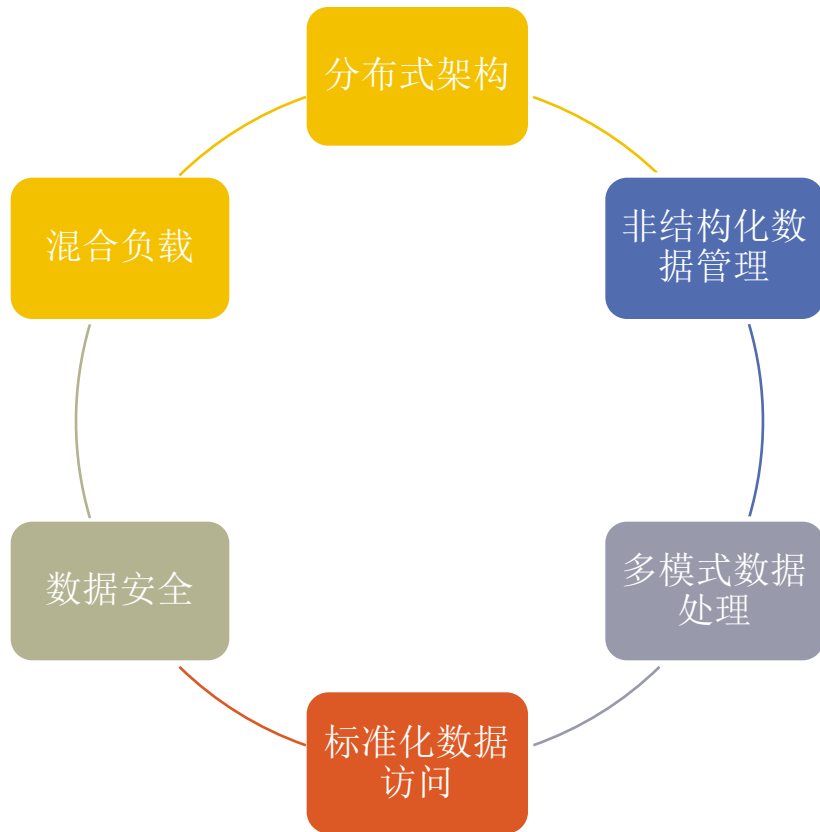 分布式架构
非结构化数
据管理
多模式数据
处理
标准化数据
访问
数据安全
混合负载